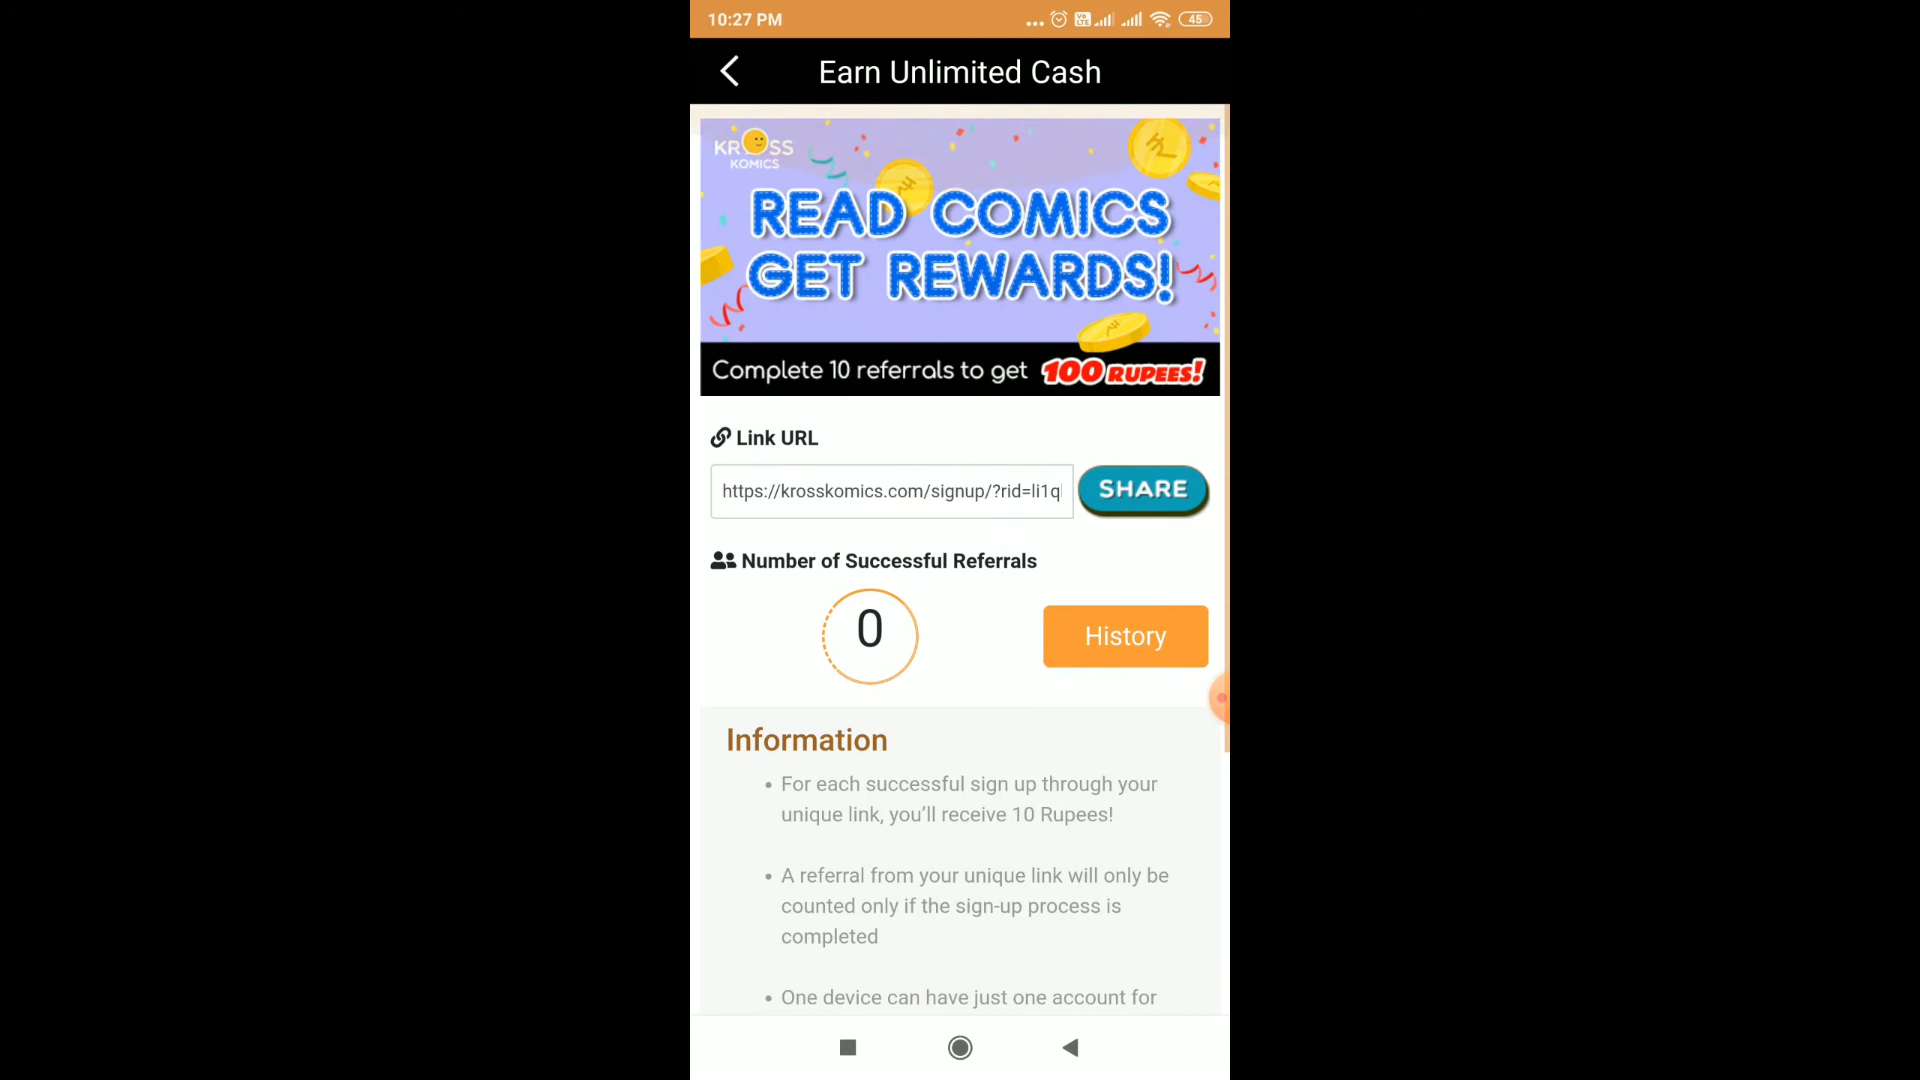 10:27 PM
45
Earn Unlimited Cash
KROSS
KOMICS
READ COMICS
GET REWARDS!
Complete 10 referrals to get 100 RUPEES!
Link URL
https://krosskomics.com/signup/?rid=li1q
SHARE
Number of Successful Referrals
0
History
Information
• For each successful sign up through your
unique link, you’ll receive 10 Rupees!
• A referral from your unique link will only be
counted only if the sign-up process is
completed
• One device can have just one account for